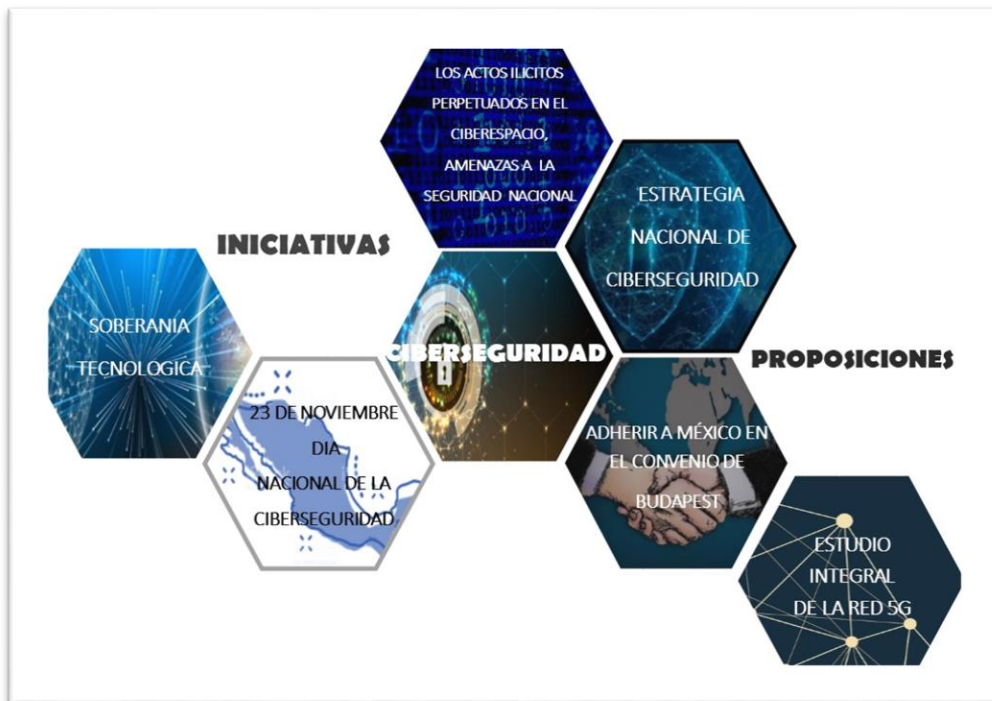 LOS ACTOS ILICITOS
PERPETUADOS EN EL
CIBERESPACIO,
AMENAZAS A LA
SEGURIDAD NACIONAL
ESTRATEGIA
NACIONAL DE
CIBERSEGURIDAD
INICIATIVAS
SOBERANIA
TECNOLOGICA
CIBERSEGURIDAD
PROPOSICIONES
23 DE NOVIEMBRE
DIA
NACIONAL DE LA
CIBERSEGURIDAD
ADHERIR A MÉXICO EN
EL CONVENIO DE
BUDAPEST
ESTUDIO
INTEGRAL
DE LA RED 5G